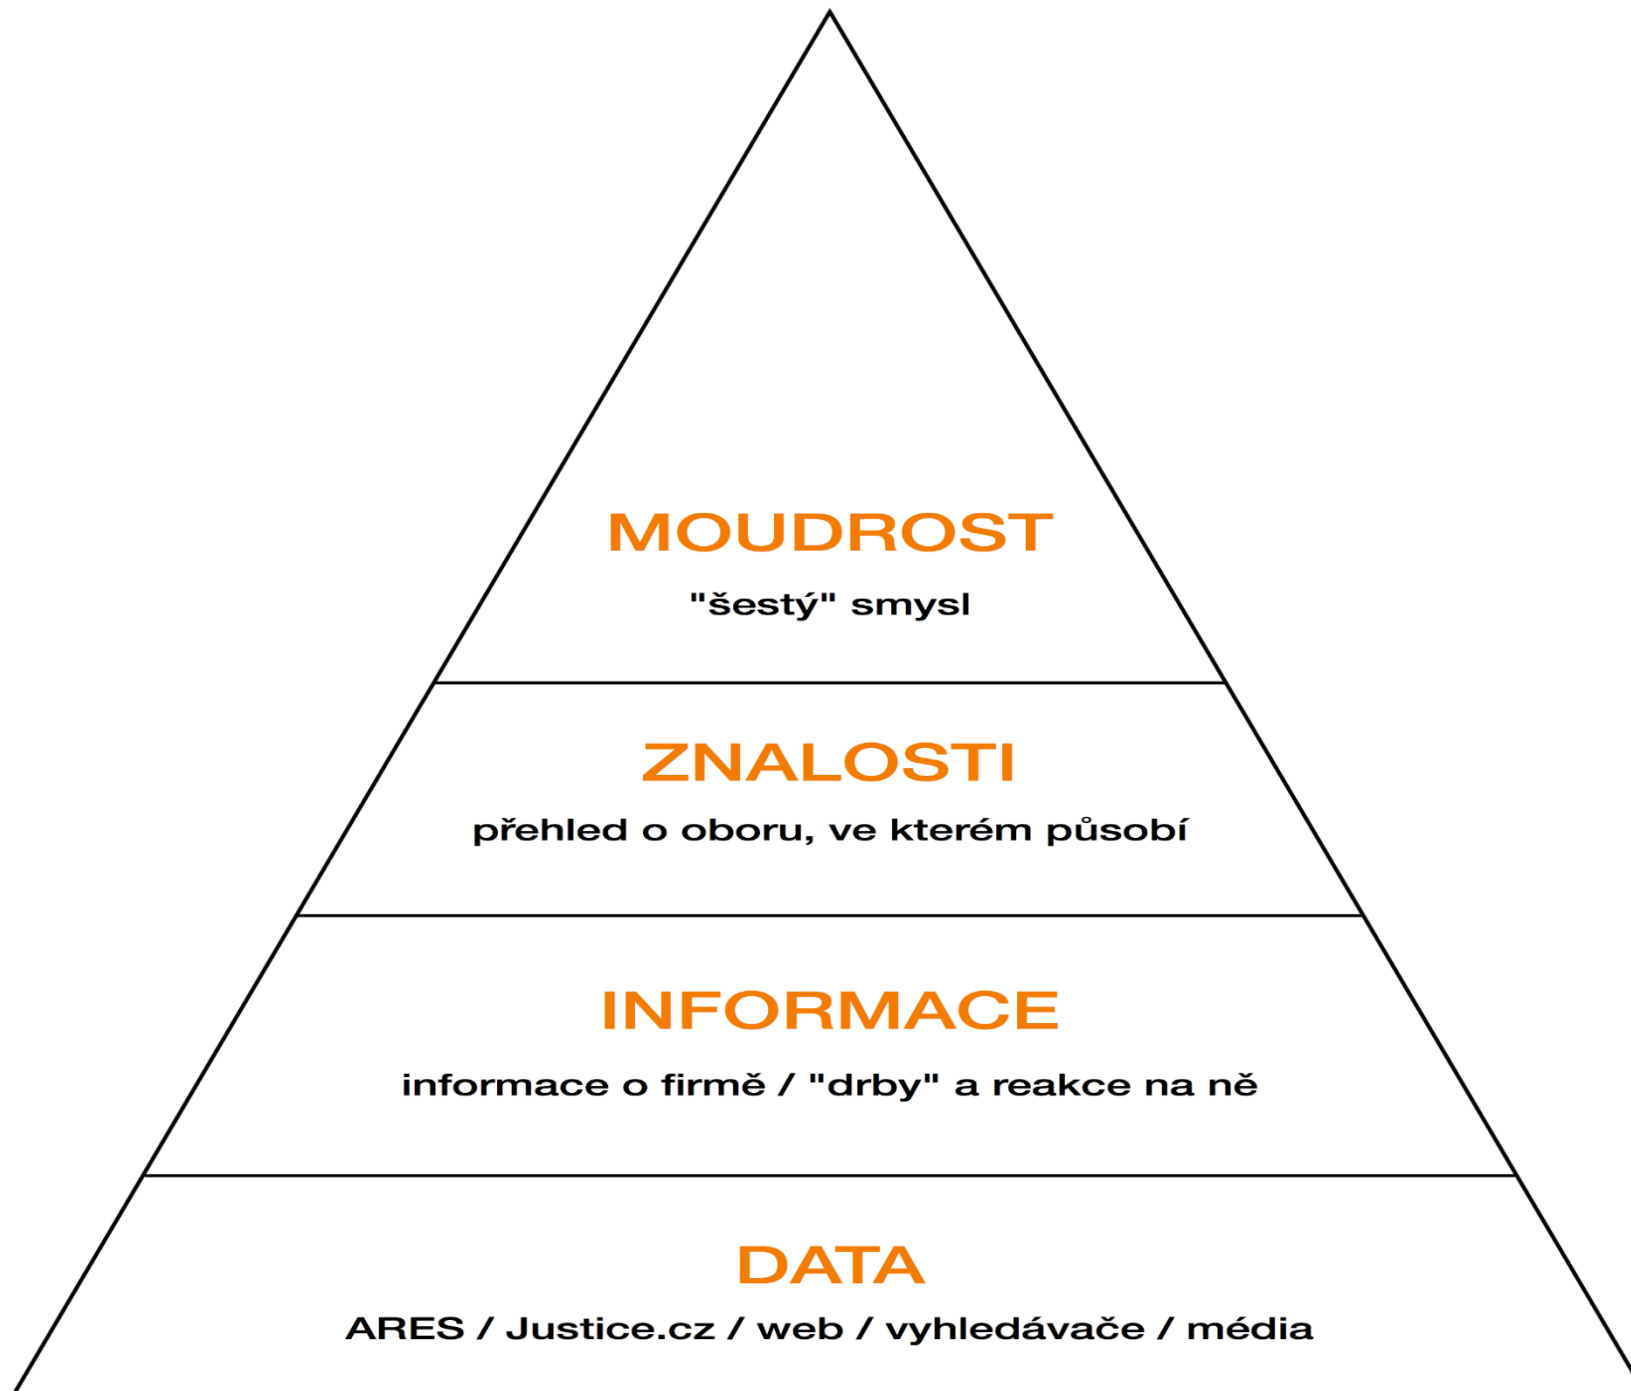 MOUDROST
"šestý" smysl
ZNALOSTI
přehled o oboru, ve kterém působí
INFORMACE
informace o firmě / "drby" a reakce na ně
DATA
ARES / Justice.cz / web / vyhledávače / média